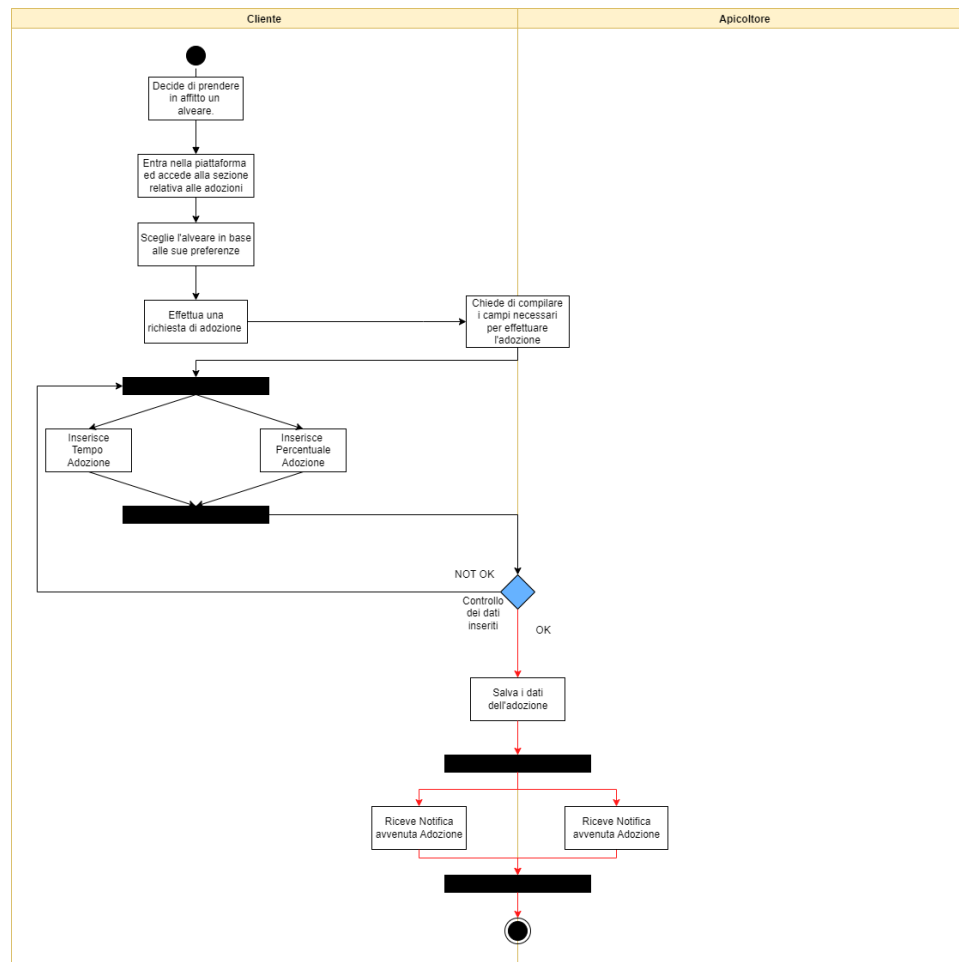 Cliente
Apicoltore
Decide di prendere
in affitto un
alveare.
Entra nella piattaforma
ed accede alla sezione
relativa alle adozioni
Sceglie l'alveare in base
alle sue preferenze
Effettua una
richiesta di adozione
Chiede di compilare
i campi necessari
per effettuare
l'adozione
Inserisce
Tempo
Adozione
Inserisce
Percentuale
Adozione
NOT OK
Controllo
dei dati
inseriti
OK
Salva i dati
dell'adozione
Riceve Notifica
avvenuta Adozione
Riceve Notifica
avvenuta Adozione